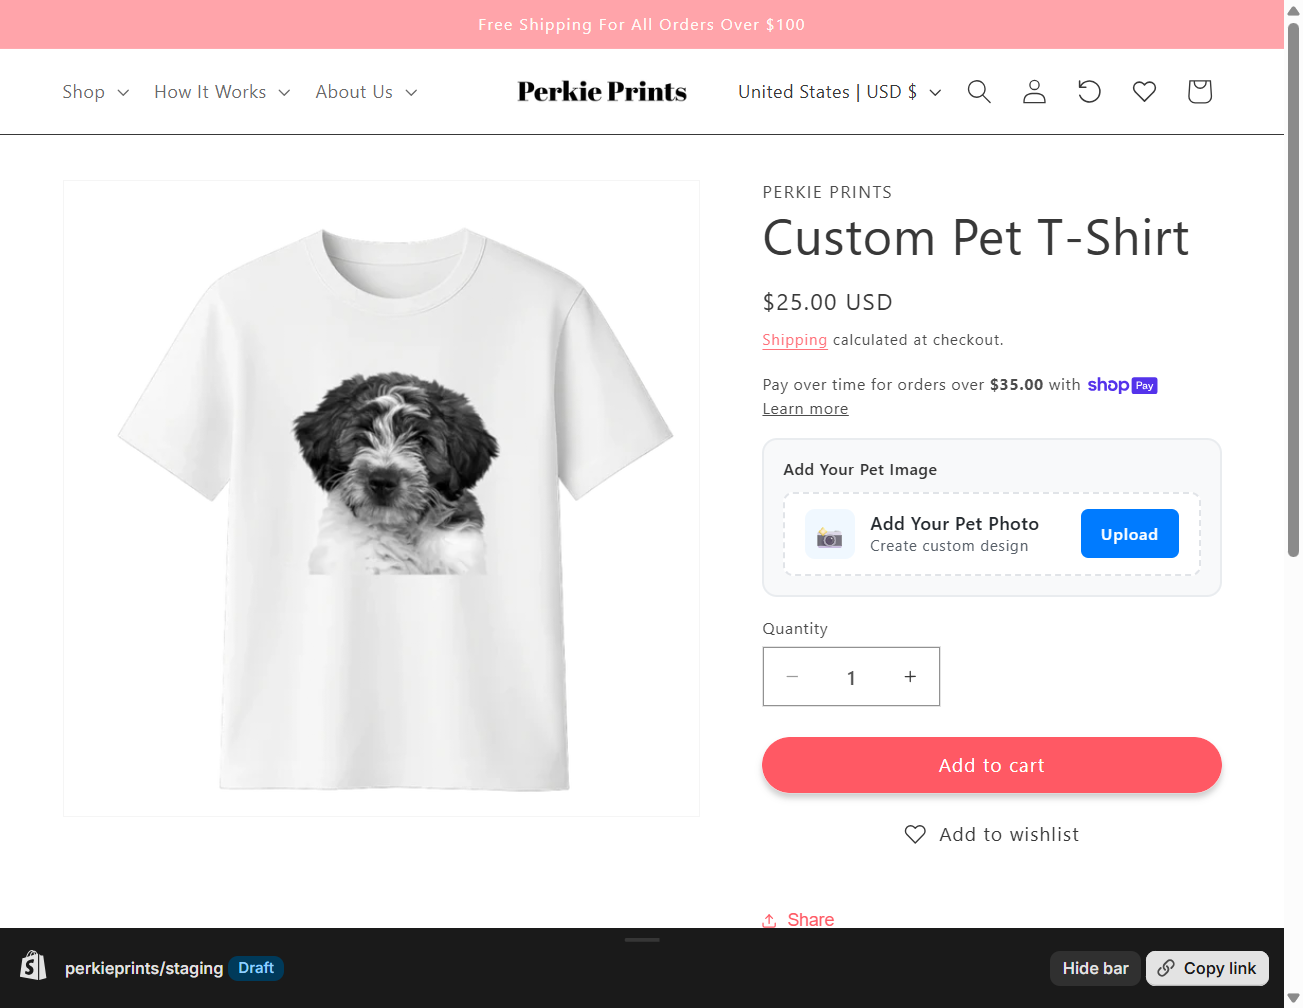 Free Shipping For All Orders Over $100
Shop
How It Works
About Us
Perkie Prints
United States | USD $
PERKIE PRINTS
Custom Pet T-Shirt
$25.00 USD
Shipping calculated at checkout.
Pay over time for orders over $35.00 with shop Pay
Learn more
Add Your Pet Image
Add Your Pet Photo
Create custom design
Upload
Quantity
1
Add to cart
Add to wishlist
Share
perkieprints/staging
Draft
Hide bar
Copy link